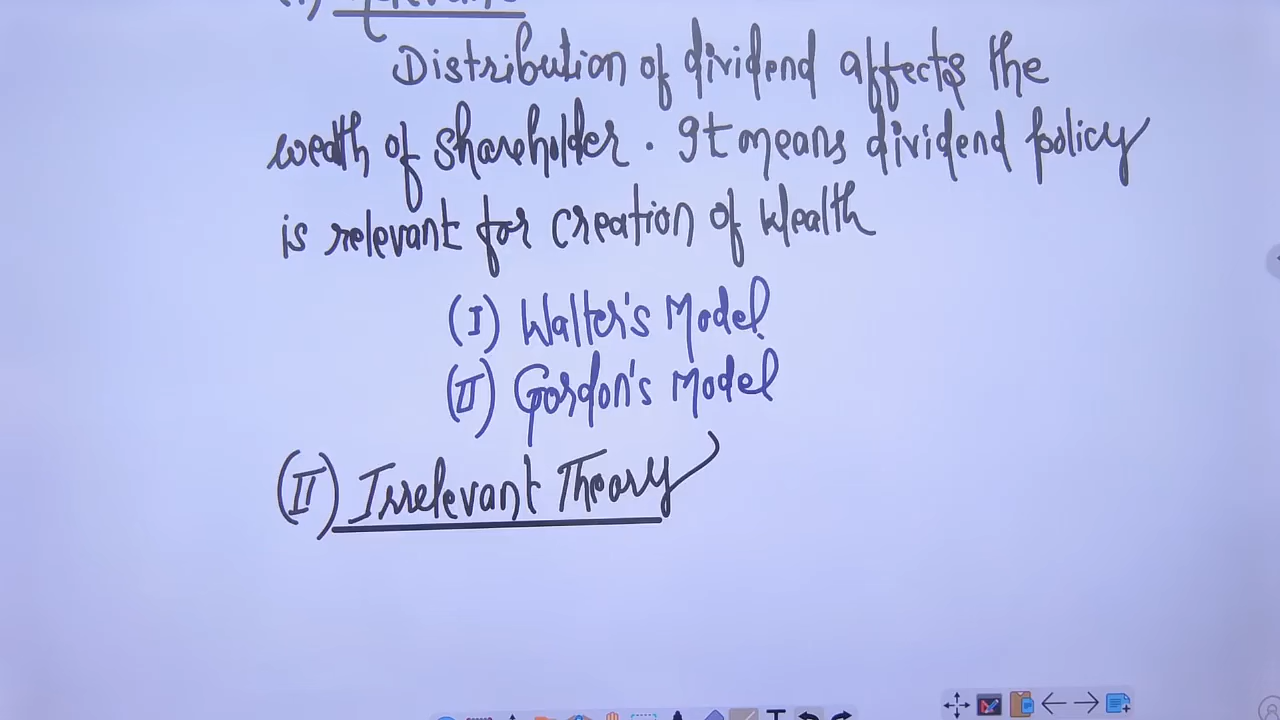 Distribution of dividend affects the
wealth of shareholder. It means dividend policy
is relevant for creation of Wealth
(I) Walter's Model
(II) Gordon's Model
(II) Irrelevant Theory